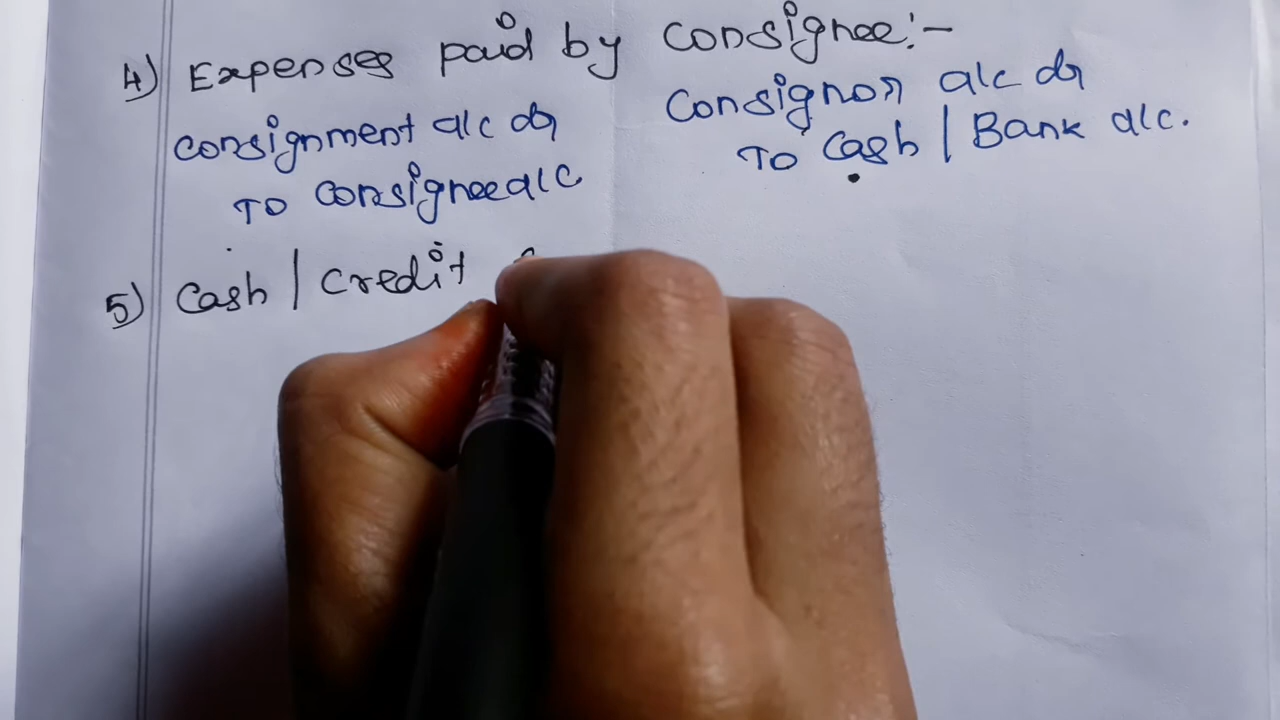 4) Expenses paid by consignee:-
consignment a/c dr
To consignee a/c
Consignor a/c dr
To Cash / Bank a/c.
5) Cash / Credit